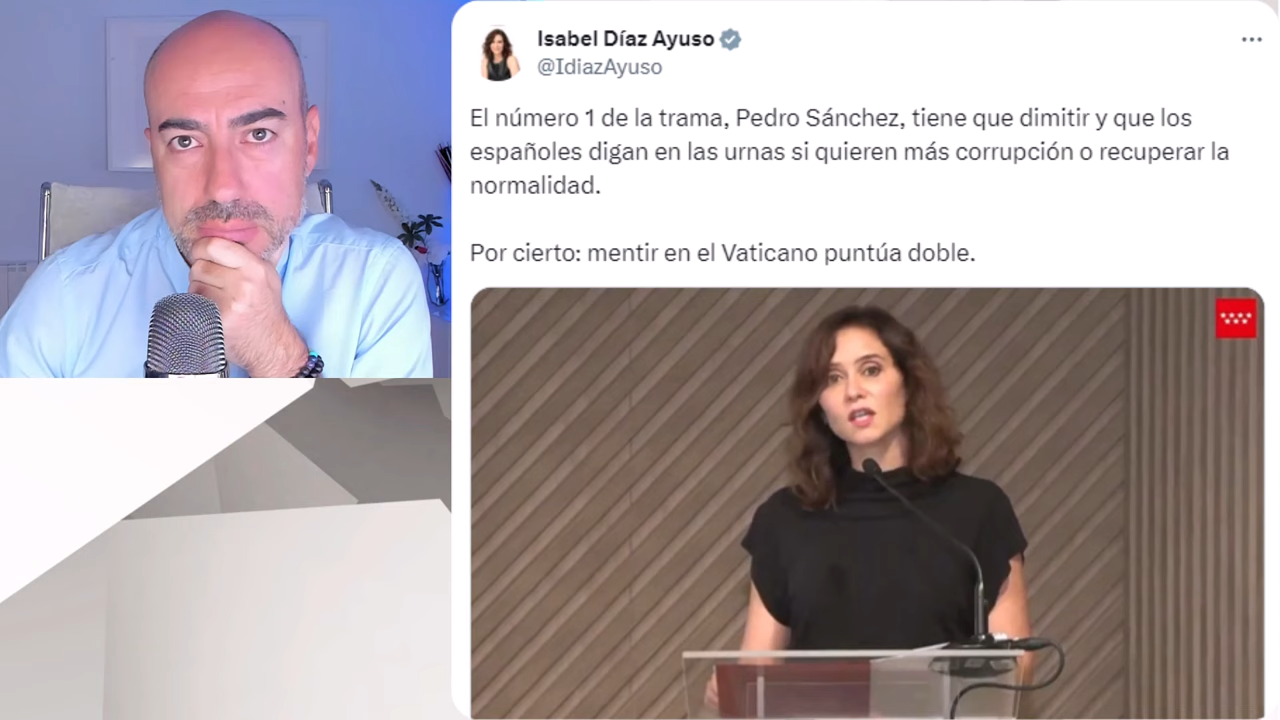 Isabel Díaz Ayuso
@IdiazAyuso
El número 1 de la trama, Pedro Sánchez, tiene que dimitir y que los
españoles digan en las urnas si quieren más corrupción o recuperar la
normalidad.
Por cierto: mentir en el Vaticano puntúa doble.